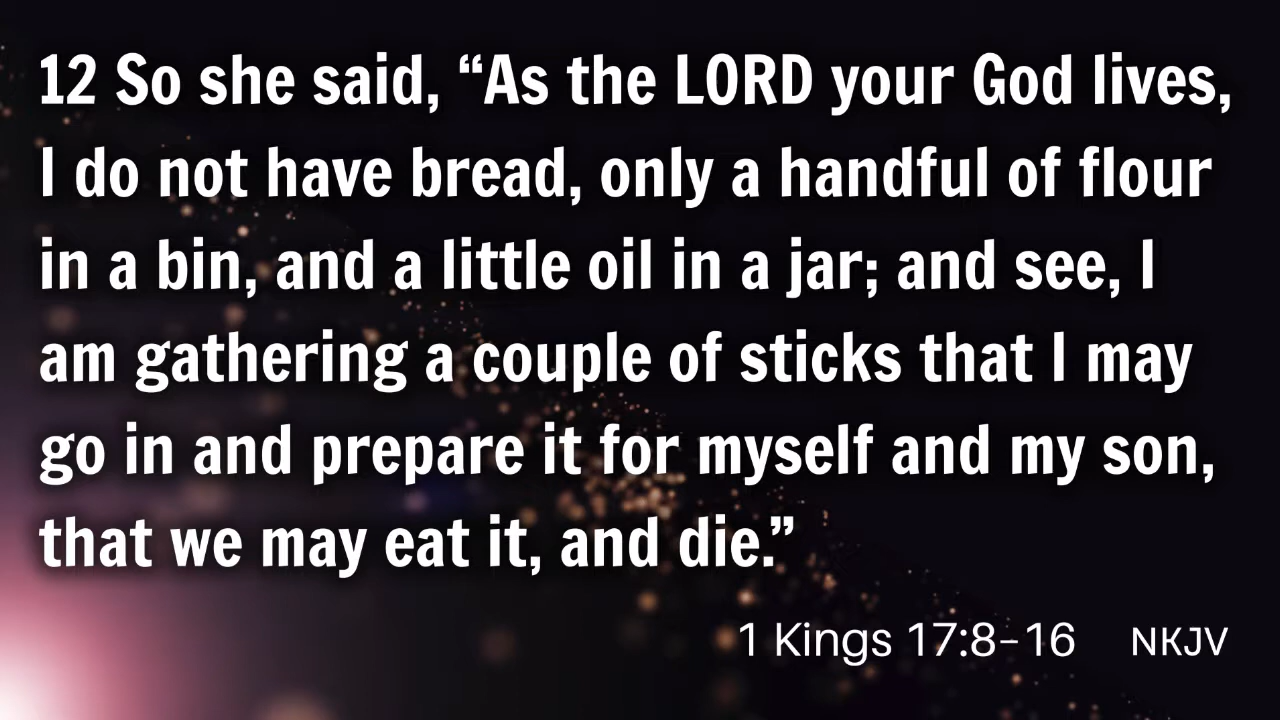 12 So she said, “As the LORD your God lives,
I do not have bread, only a handful of flour
in a bin, and a little oil in a jar; and see, I
am gathering a couple of sticks that I may
go in and prepare it for myself and my son,
that we may eat it, and die.”
1 Kings 17:8–16 NKJV